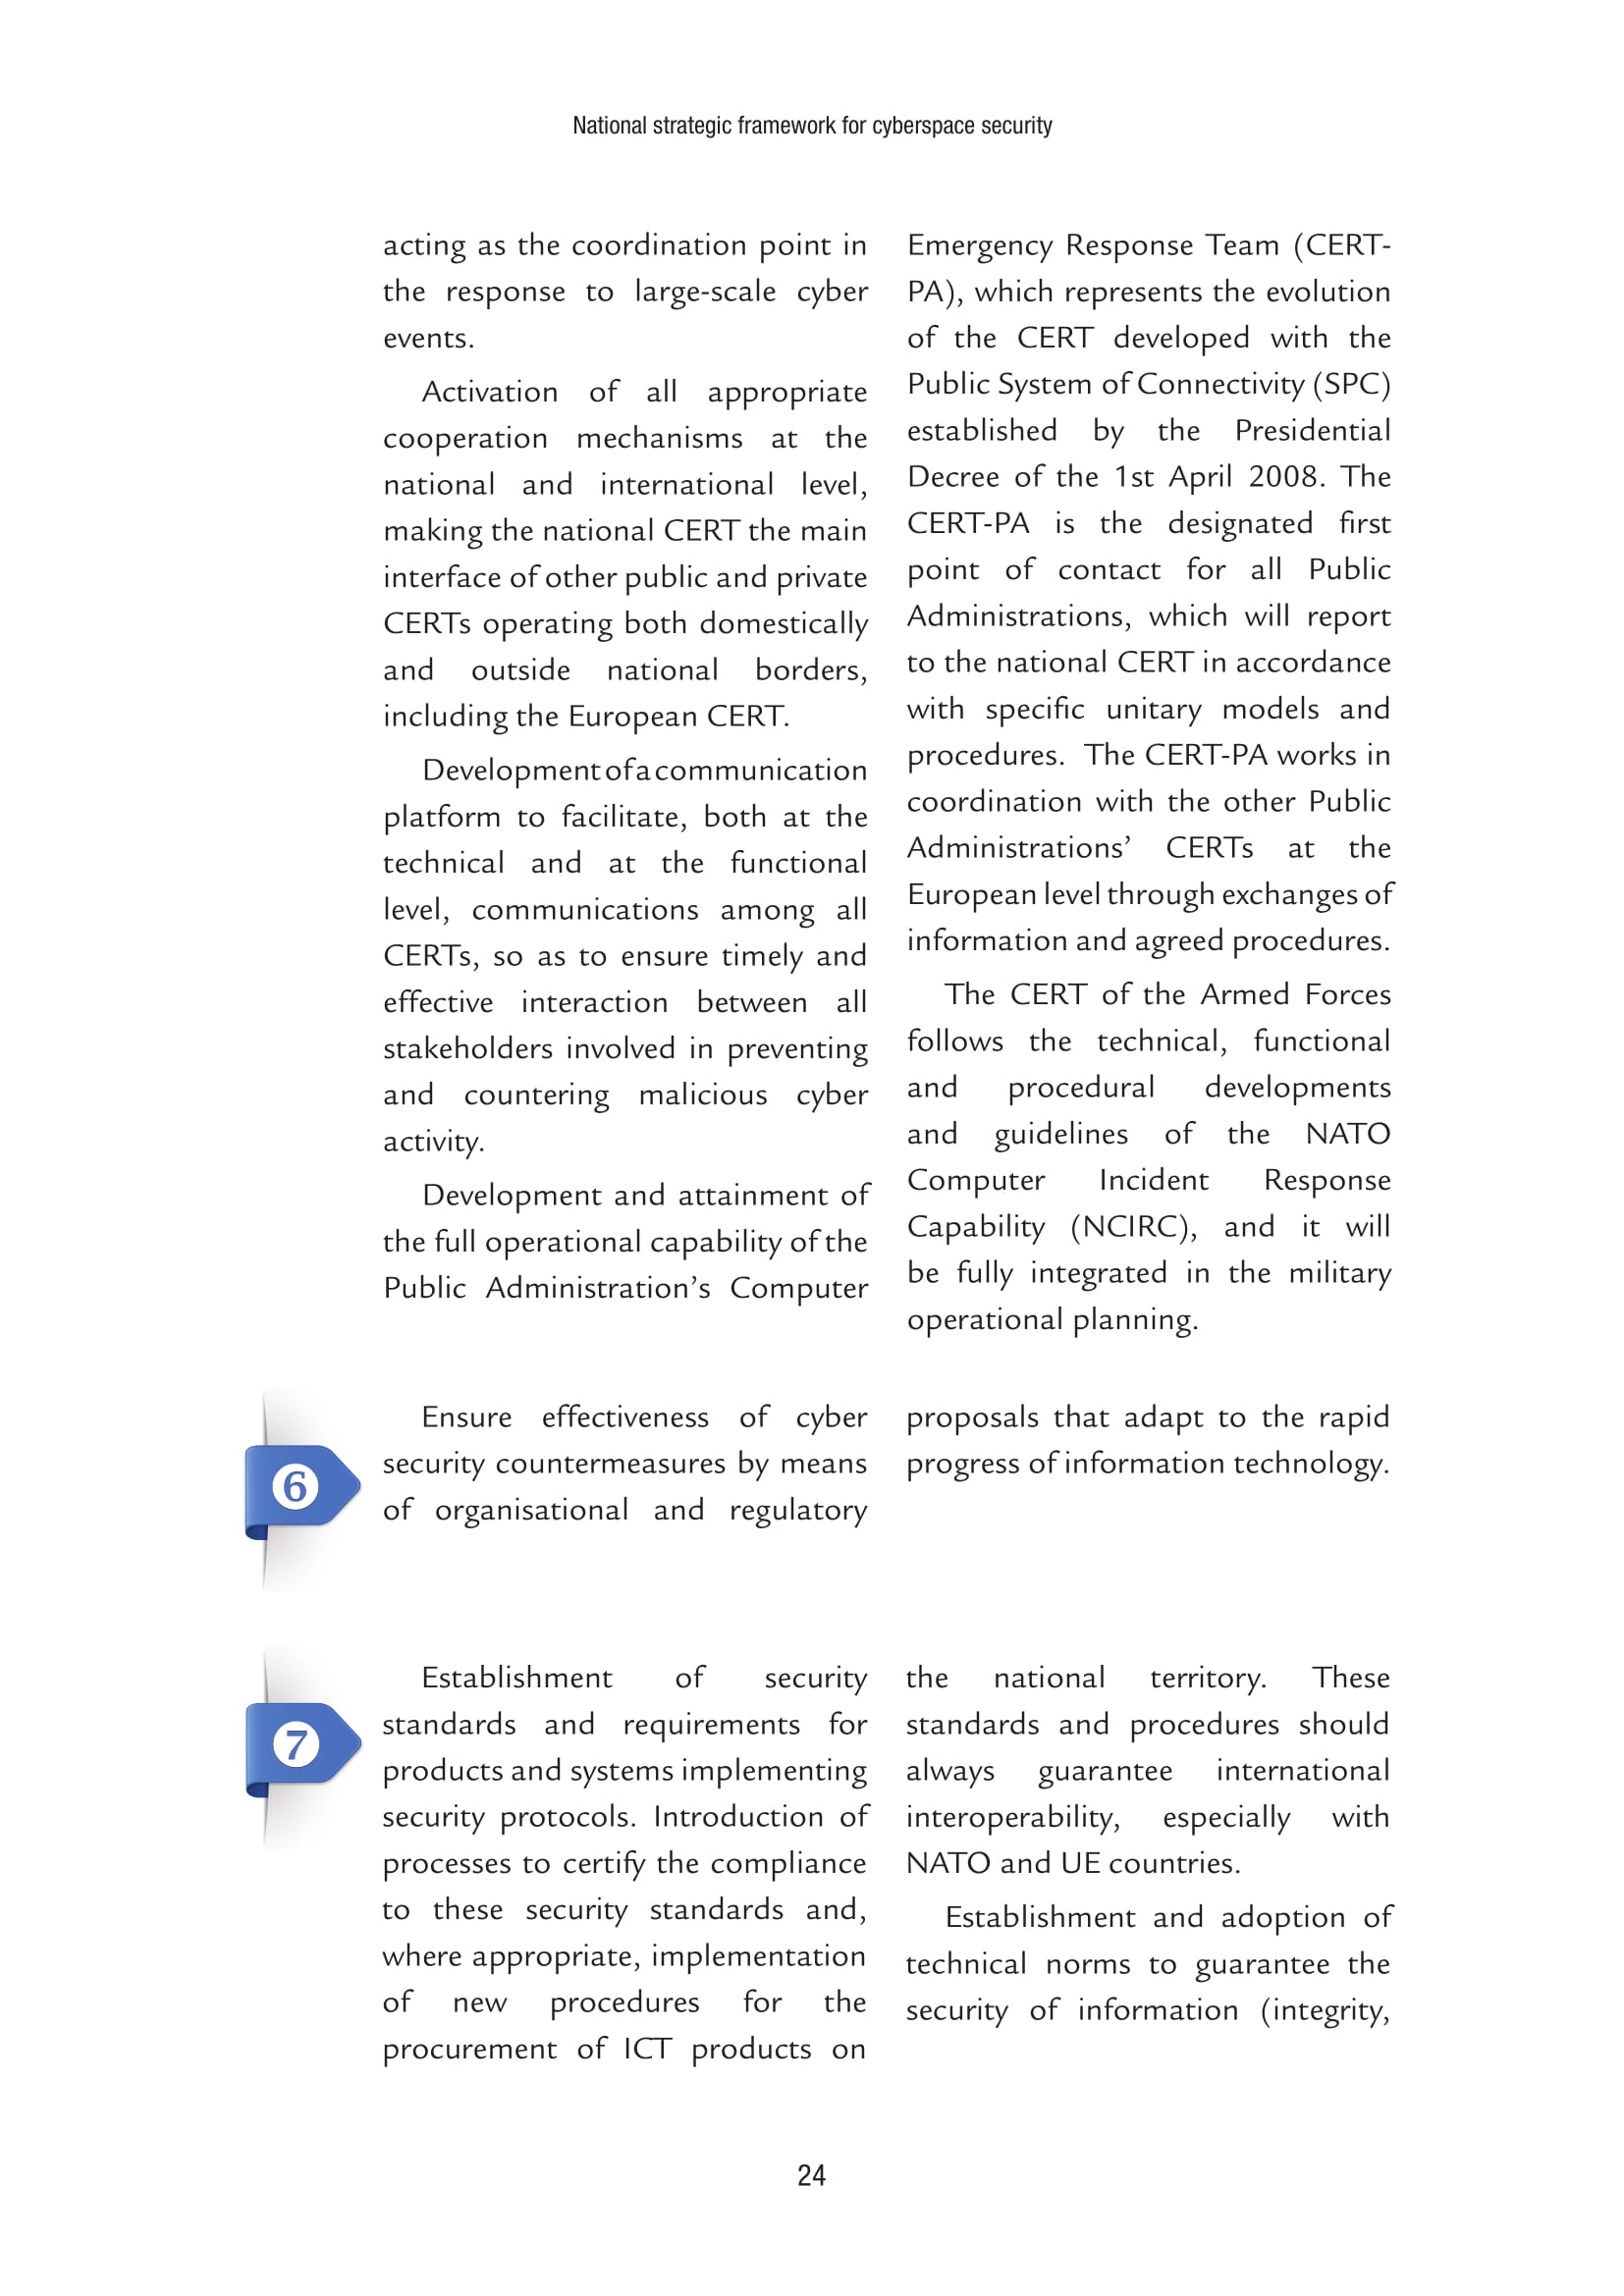 National strategic framework for cyberspace security
acting as the coordination point in
the response to large-scale cyber
events.
Activation of all appropriate
cooperation mechanisms at the
national and international level,
making the national CERT the main
interface of other public and private
CERTs operating both domestically
and outside national borders,
including the European CERT.
Development of a communication
platform to facilitate, both at the
technical and at the functional
level, communications among all
CERTs, so as to ensure timely and
effective interaction between all
stakeholders involved in preventing
and countering malicious cyber
activity.
Development and attainment of
the full operational capability of the
Public Administration’s Computer
Emergency Response Team (CERT-
PA), which represents the evolution
of the CERT developed with the
Public System of Connectivity (SPC)
established by the Presidential
Decree of the 1st April 2008. The
CERT-PA is the designated first
point of contact for all Public
Administrations, which will report
to the national CERT in accordance
with specific unitary models and
procedures. The CERT-PA works in
coordination with the other Public
Administrations’ CERTs at the
European level through exchanges of
information and agreed procedures.
The CERT of the Armed Forces
follows the technical, functional
and procedural developments
and guidelines of the NATO
Computer Incident Response
Capability (NCIRC), and it will
be fully integrated in the military
operational planning.
6
Ensure effectiveness of cyber
security countermeasures by means
of organisational and regulatory
proposals that adapt to the rapid
progress of information technology.
7
Establishment of security
standards and requirements for
products and systems implementing
security protocols. Introduction of
processes to certify the compliance
to these security standards and,
where appropriate, implementation
of new procedures for the
procurement of ICT products on
the national territory. These
standards and procedures should
always guarantee international
interoperability, especially with
NATO and UE countries.
Establishment and adoption of
technical norms to guarantee the
security of information (integrity,
24